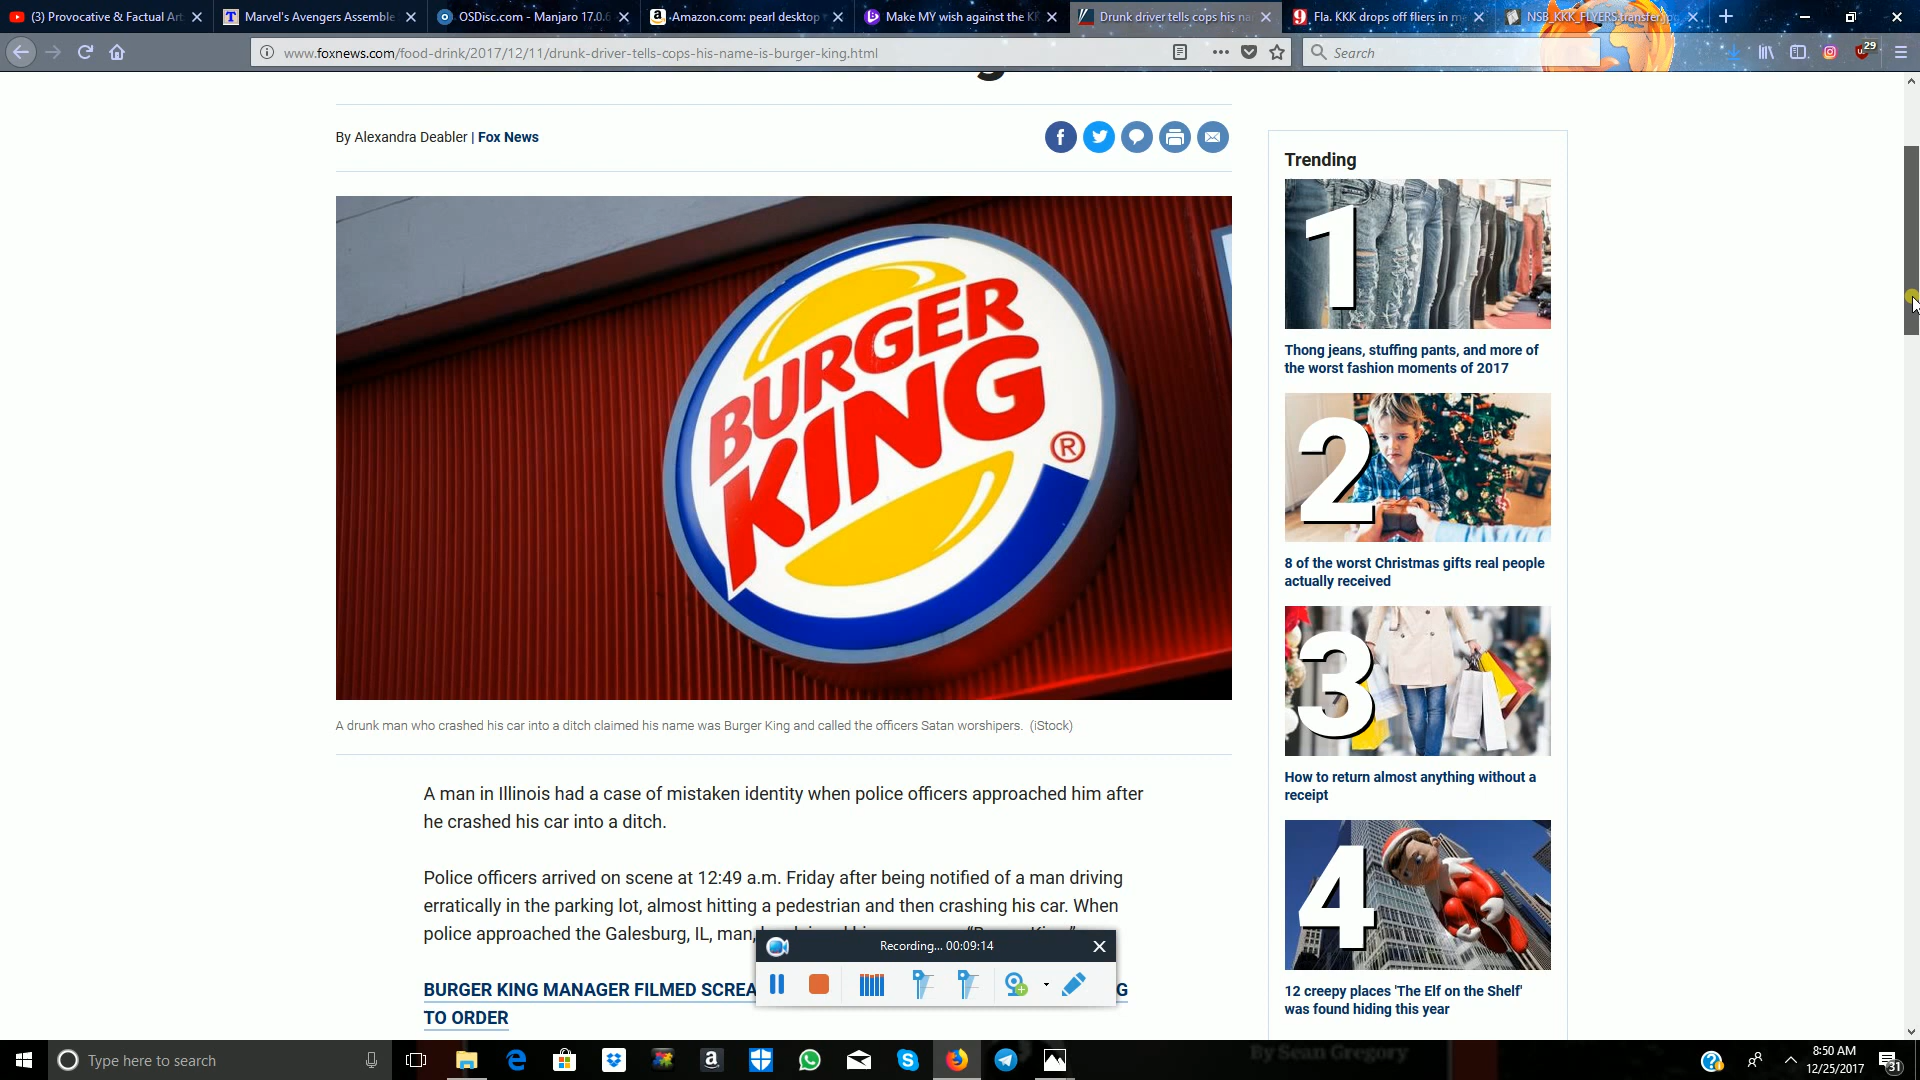 (3) Provocative & Factual Art
Marvel's Avengers Assemble
OSDisc.com - Manjaro 17.0.6
Amazon.com: pearl desktop
Make MY wish against the KK
Drunk driver tells cops his na
Fla. KKK drops off fliers in m
NSB_KKK_FLYERS.transfer.jpg
www.foxnews.com/food-drink/2017/12/11/drunk-driver-tells-cops-his-name-is-burger-king.html
Search
29
By Alexandra Deabler | Fox News
BURGER
KING
®
A drunk man who crashed his car into a ditch claimed his name was Burger King and called the officers Satan worshipers. (iStock)
A man in Illinois had a case of mistaken identity when police officers approached him after
he crashed his car into a ditch.
Police officers arrived on scene at 12:49 a.m. Friday after being notified of a man driving
erratically in the parking lot, almost hitting a pedestrian and then crashing his car. When
police approached the Galesburg, IL, man,
BURGER KING MANAGER FILMED SCREA G
TO ORDER
Trending
1
Thong jeans, stuffing pants, and more of
the worst fashion moments of 2017
2
8 of the worst Christmas gifts real people
actually received
3
How to return almost anything without a
receipt
4
12 creepy places 'The Elf on the Shelf'
was found hiding this year
Recording... 00:09:14
Type here to search
By Sean Gregory
8:50 AM
12/25/2017
31